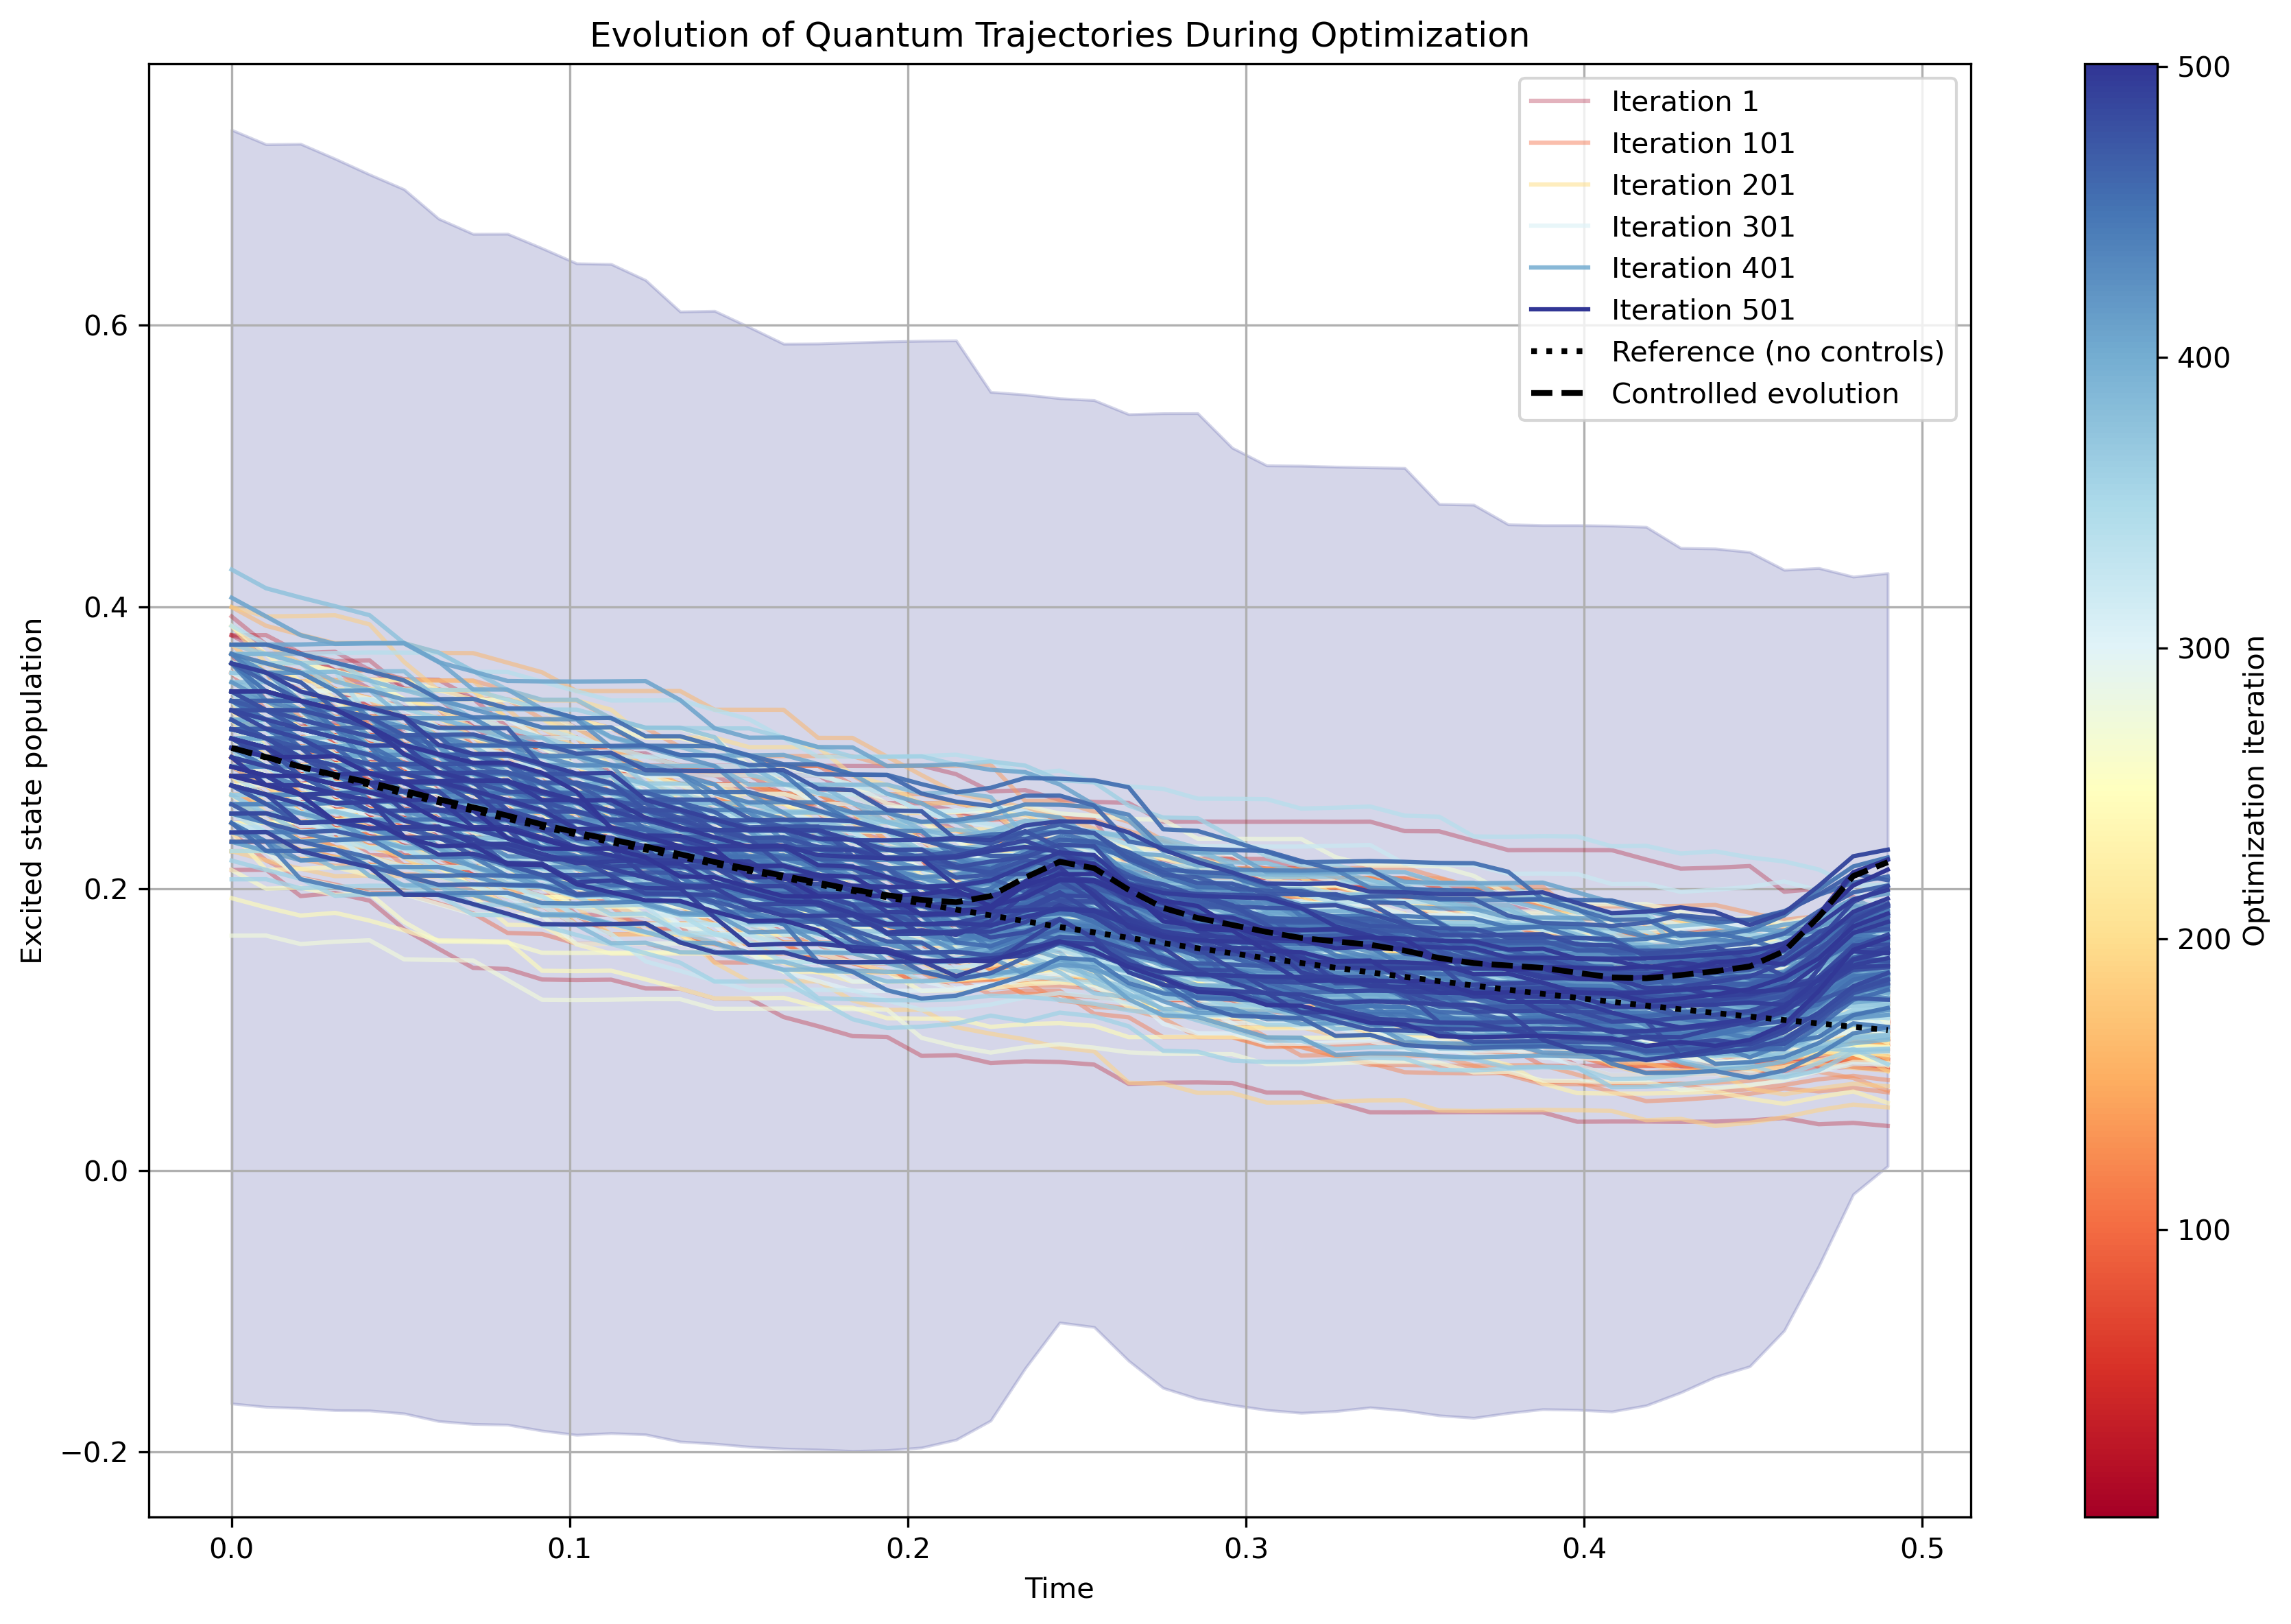 Evolution of Quantum Trajectories During Optimization
Excited state population
0.6
0.4
0.2
0.0
−0.2
0.0
0.1
0.2
0.3
0.4
0.5
Time
Iteration 1
Iteration 101
Iteration 201
Iteration 301
Iteration 401
Iteration 501
Reference (no controls)
Controlled evolution
500
400
300
200
100
Optimization iteration